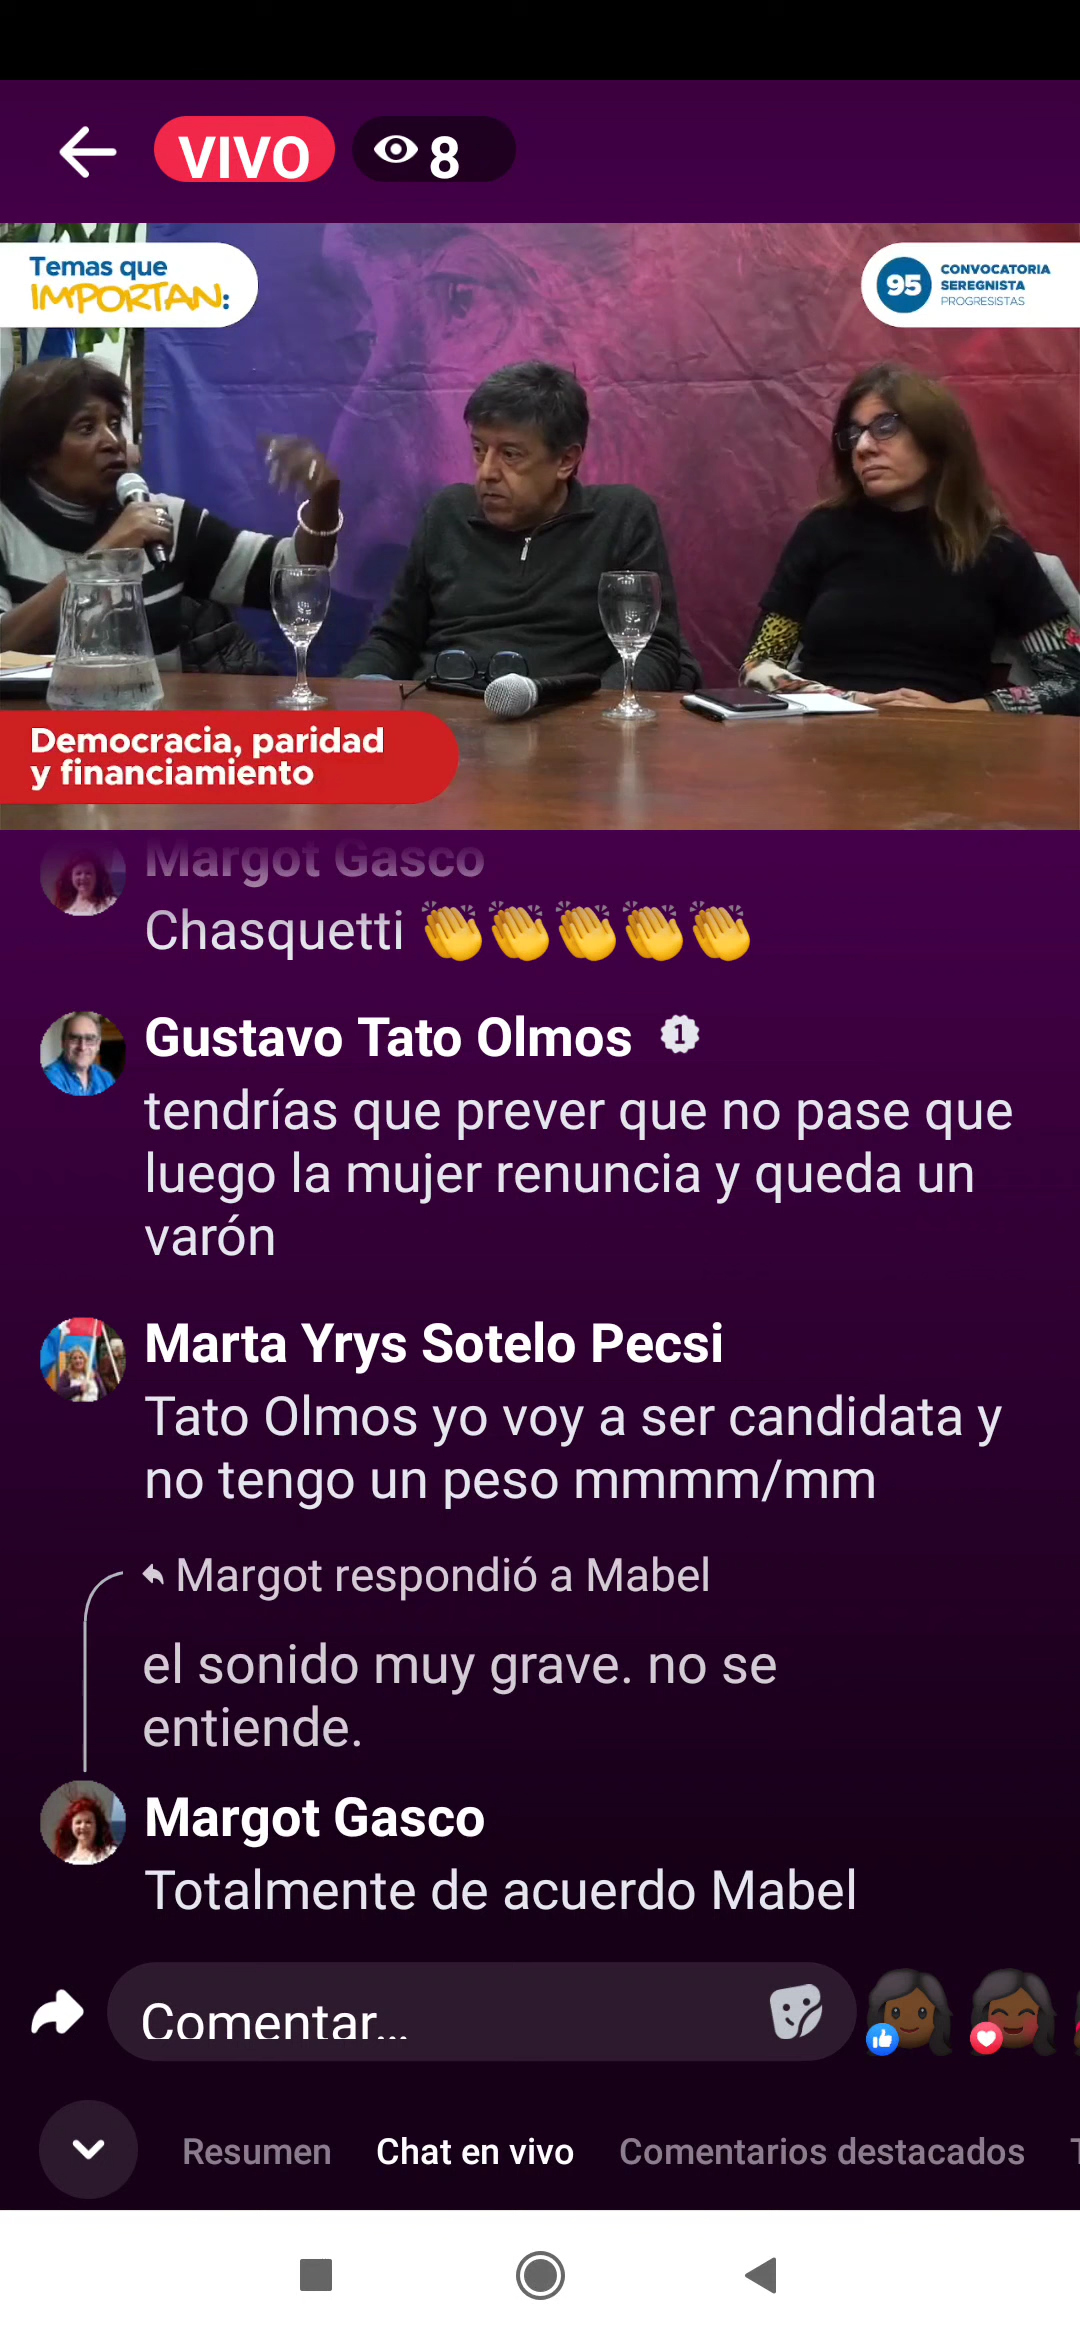 VIVO
8
Temas que
IMPORTAN:
95
CONVOCATORIA
SEREGNISTA
PROGRESISTAS
Democracia, paridad
y financiamiento
Margot Gasco
Chasquetti 👏👏👏👏👏
Gustavo Tato Olmos 1
tendrías que prever que no pase que
luego la mujer renuncia y queda un
varón
Marta Yrys Sotelo Pecsi
Tato Olmos yo voy a ser candidata y
no tengo un peso mmmm/mm
Margot respondió a Mabel
el sonido muy grave. no se
entiende.
Margot Gasco
Totalmente de acuerdo Mabel
Comentar...
Resumen
Chat en vivo
Comentarios destacados